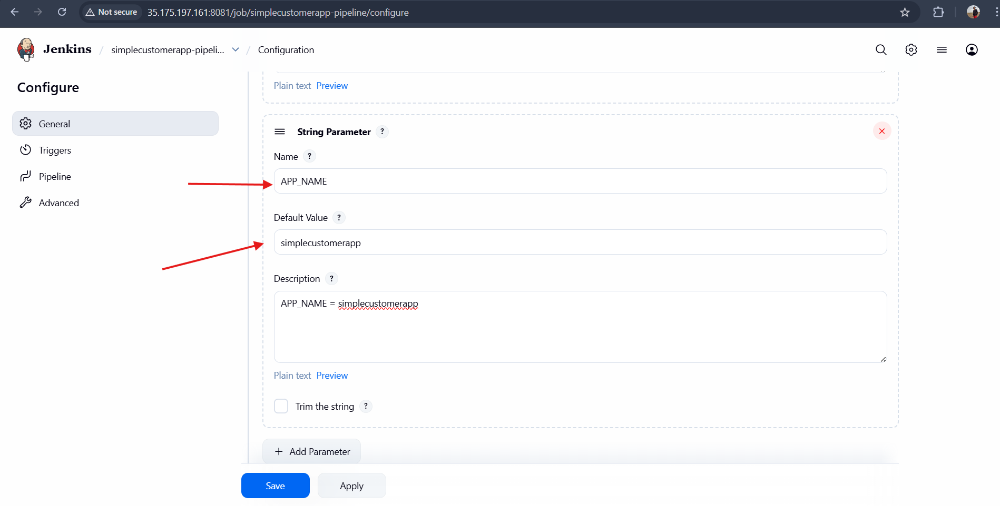 Not secure 35.175.197.161:8081/job/simplecustomerapp-pipeline/configure
Jenkins / simplecustomerapp-pipeli... / Configuration
Configure
General
Triggers
Pipeline
Advanced
Plain text Preview
String Parameter ?
Name ?
APP_NAME
Default Value ?
simplecustomerapp
Description ?
APP_NAME = simplecustomerapp
Plain text Preview
Trim the string ?
+ Add Parameter
Save Apply